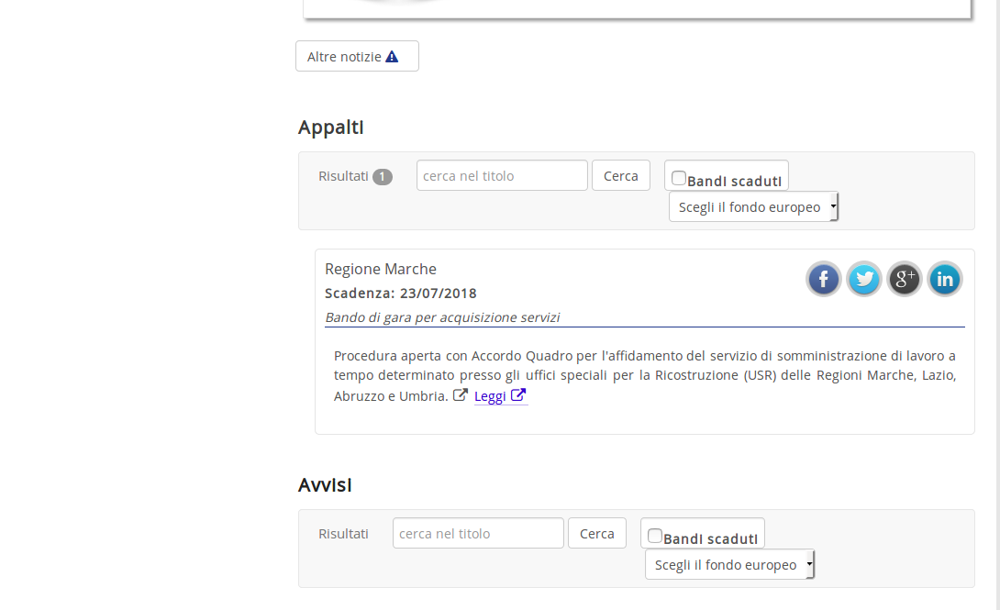 Altre notizie
Appalti
Risultati 1 cerca nel titolo Cerca Bandi scaduti
Scegli il fondo europeo
Regione Marche
Scadenza: 23/07/2018
Bando di gara per acquisizione servizi
Procedura aperta con Accordo Quadro per l'affidamento del servizio di somministrazione di lavoro a
tempo determinato presso gli uffici speciali per la Ricostruzione (USR) delle Regioni Marche, Lazio,
Abruzzo e Umbria. Leggi
Avvisi
Risultati cerca nel titolo Cerca Bandi scaduti
Scegli il fondo europeo